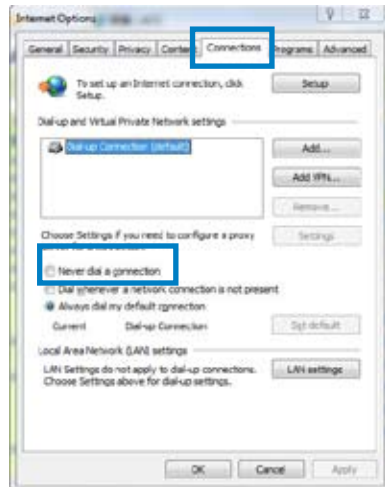 Internet Options
General Security Privacy Content Connections Programs Advanced
To set up an Internet connection, click
Setup.
Setup
Dial-up and Virtual Private Network settings
Dial-up Connection (default)
Add...
Add VPN...
Remove...
Choose Settings if you need to configure a proxy
Settings
Never dial a connection
Dial whenever a network connection is not present
Always dial my default connection
Current Dial-up Connection Set default
Local Area Network (LAN) settings
LAN Settings do not apply to dial-up connections.
Choose Settings above for dial-up settings.
LAN settings
OK Cancel Apply